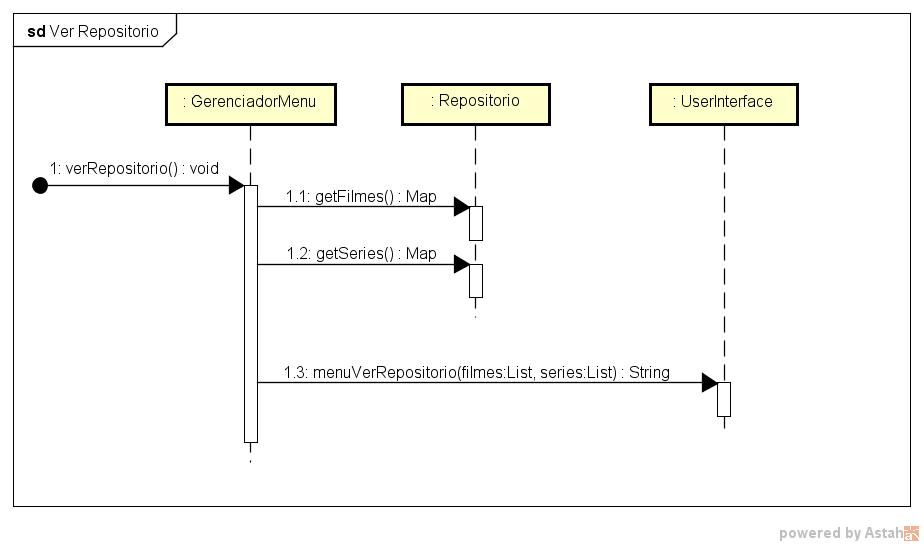 sd Ver Repositorio
: GerenciadorMenu
: Repositorio
: UserInterface
1: verRepositorio() : void
1.1: getFilmes() : Map
1.2: getSeries() : Map
1.3: menuVerRepositorio(filmes:List, series:List) : String
powered by Astah